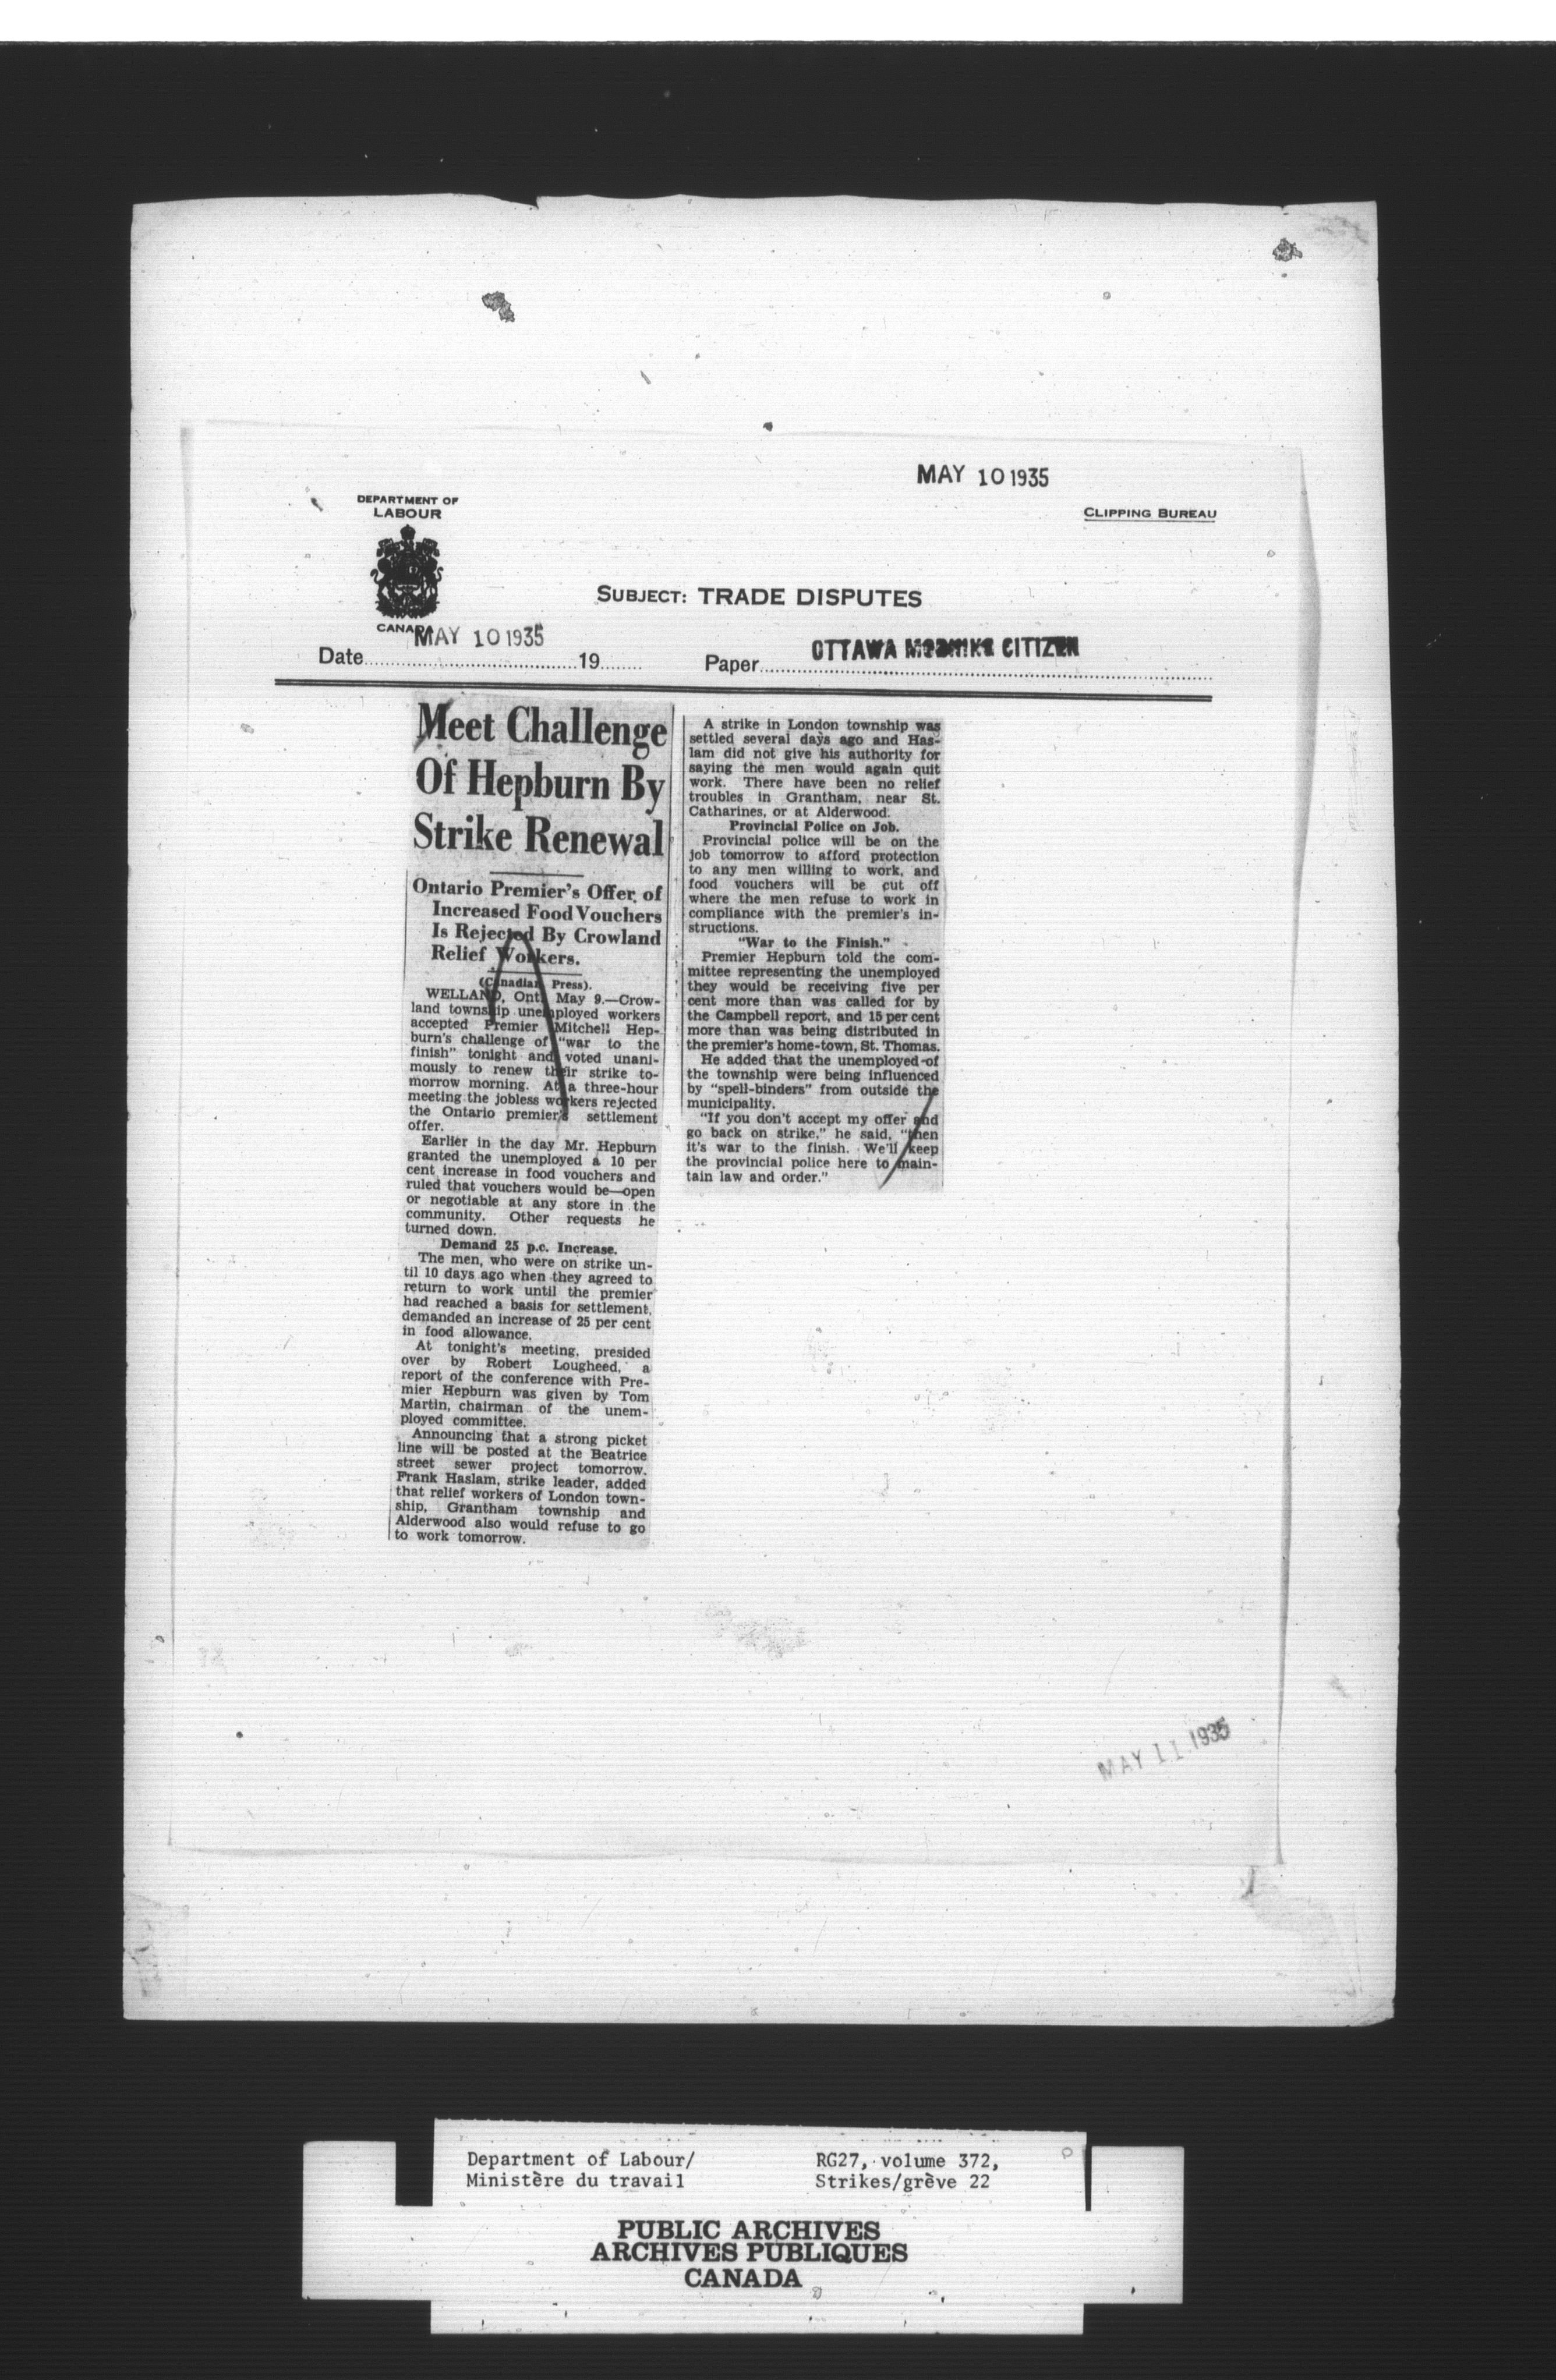 MAY 10 1935
DEPARTMENT OF
LABOUR
CLIPPING BUREAU
SUBJECT: TRADE DISPUTES
CANADA
MAY 10 1935
Date 19
Paper OTTAWA MORNING CITIZEN
Meet Challenge
Of Hepburn By
Strike Renewal
Ontario Premier's Offer of
Increased Food Vouchers
Is Rejected By Crowland
Relief Workers.
(Canadian Press).
WELLAND, Ont. May 9.—Crow-
land township unemployed workers
accepted Premier Mitchell Hep-
burn's challenge of "war to the
finish" tonight and voted unani-
mously to renew their strike to-
morrow morning. At a three-hour
meeting the jobless workers rejected
the Ontario premier's settlement
offer.
Earlier in the day Mr. Hepburn
granted the unemployed a 10 per
cent increase in food vouchers and
ruled that vouchers would be—open
or negotiable at any store in the
community. Other requests he
turned down.
Demand 25 p.c. Increase.
The men, who were on strike un-
til 10 days ago when they agreed to
return to work until the premier
had reached a basis for settlement,
demanded an increase of 25 per cent
in food allowance.
At tonight's meeting, presided
over by Robert Lougheed, a
report of the conference with Pre-
mier Hepburn was given by Tom
Martin, chairman of the unem-
ployed committee.
Announcing that a strong picket
line will be posted at the Beatrice
street sewer project tomorrow.
Frank Haslam, strike leader, added
that relief workers of London town-
ship, Grantham township and
Alderwood also would refuse to go
to work tomorrow.
A strike in London township was
settled several days ago and Has-
lam did not give his authority for
saying the men would again quit
work. There have been no relief
troubles in Grantham, near St.
Catharines, or at Alderwood.
Provincial Police on Job.
Provincial police will be on the
job tomorrow to afford protection
to any men willing to work, and
food vouchers will be cut off
where the men refuse to work in
compliance with the premier's in-
structions.
"War to the Finish."
Premier Hepburn told the com-
mittee representing the unemployed
they would be receiving five per
cent more than was called for by
the Campbell report, and 15 per cent
more than was being distributed in
the premier's home-town, St. Thomas.
He added that the unemployed of
the township were being influenced
by "spell-binders" from outside the
municipality.
"If you don't accept my offer and
go back on strike," he said, "then
it's war to the finish. We'll keep
the provincial police here to main-
tain law and order."
MAY 11 1935
Department of Labour/
Ministère du travail
RG27, volume 372,
Strikes/grève 22
PUBLIC ARCHIVES
ARCHIVES PUBLIQUES
CANADA